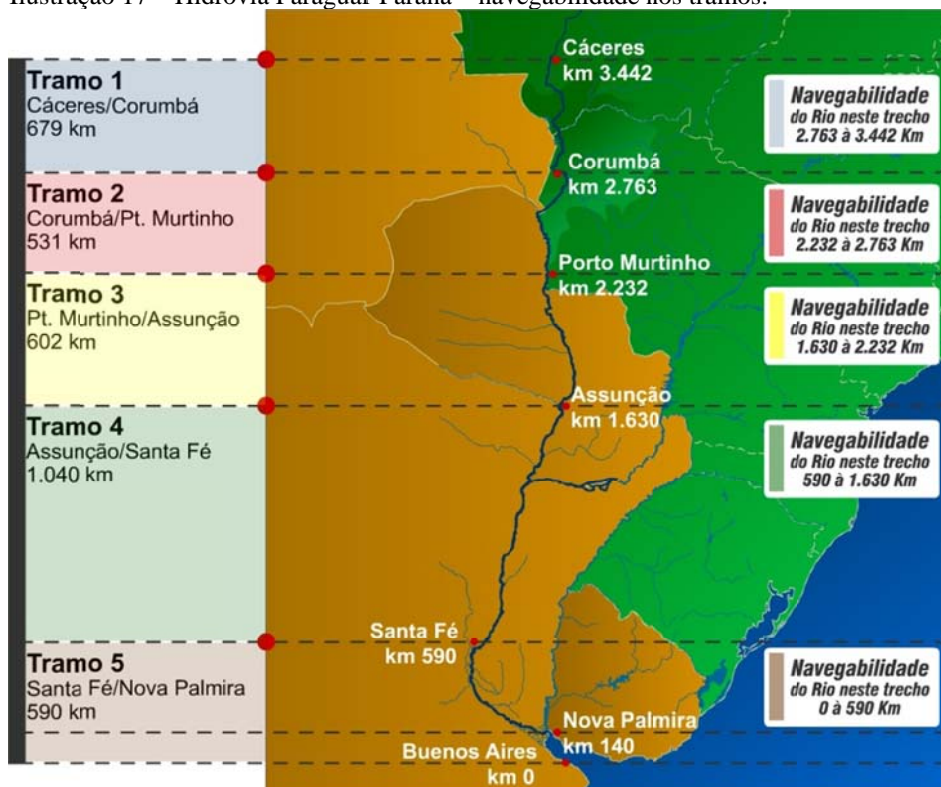 Ilustração 17 – Hidrovia Paraguai-Paraná – navegabilidade nos tramos.
Tramo 1
Cáceres/Corumbá
679 km
Tramo 2
Corumbá/Pt. Murtinho
531 km
Tramo 3
Pt. Murtinho/Assunção
602 km
Tramo 4
Assunção/Santa Fé
1.040 km
Tramo 5
Santa Fé/Nova Palmira
590 km
Cáceres
km 3.442
Corumbá
km 2.763
Porto Murtinho
km 2.232
Assunção
km 1.630
Santa Fé
km 590
Nova Palmira
km 140
Buenos Aires
km 0
Navegabilidade
do Rio neste trecho
2.763 à 3.442 Km
Navegabilidade
do Rio neste trecho
2.232 à 2.763 Km
Navegabilidade
do Rio neste trecho
1.630 à 2.232 Km
Navegabilidade
do Rio neste trecho
590 à 1.630 Km
Navegabilidade
do Rio neste trecho
0 à 590 Km